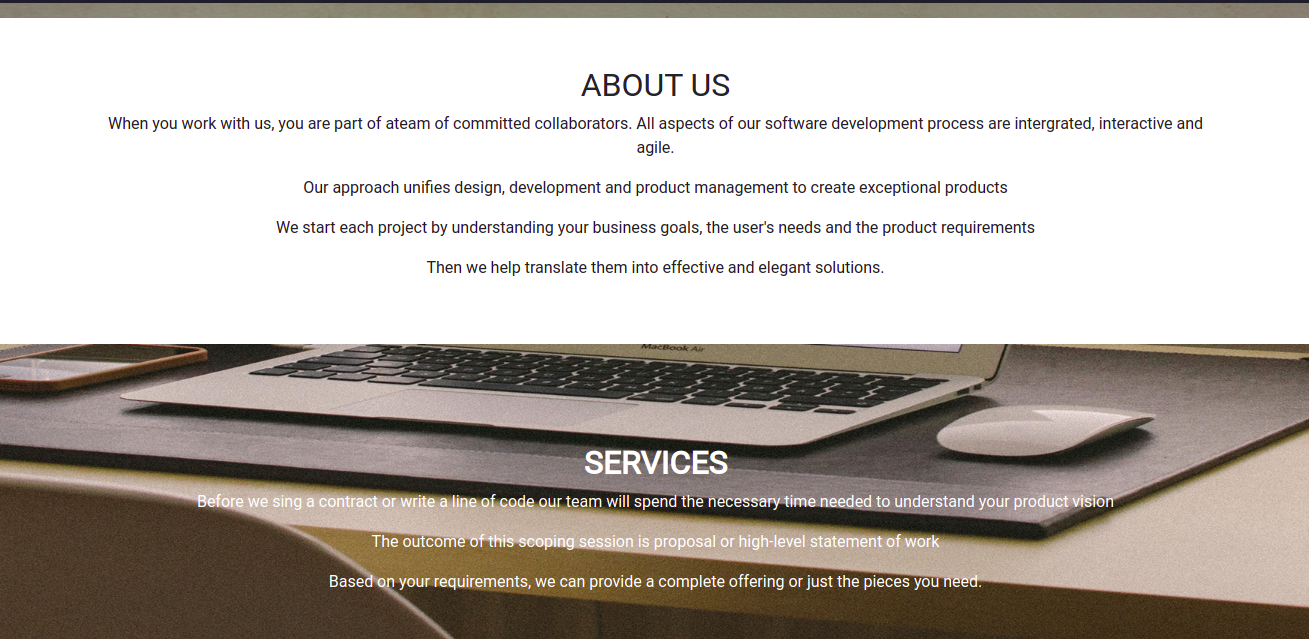 ABOUT US
When you work with us, you are part of ateam of committed collaborators. All aspects of our software development process are intergrated, interactive and
agile.
Our approach unifies design, development and product management to create exceptional products
We start each project by understanding your business goals, the user's needs and the product requirements
Then we help translate them into effective and elegant solutions.
MacBook Air
SERVICES
Before we sing a contract or write a line of code our team will spend the necessary time needed to understand your product vision
The outcome of this scoping session is proposal or high-level statement of work
Based on your requirements, we can provide a complete offering or just the pieces you need.